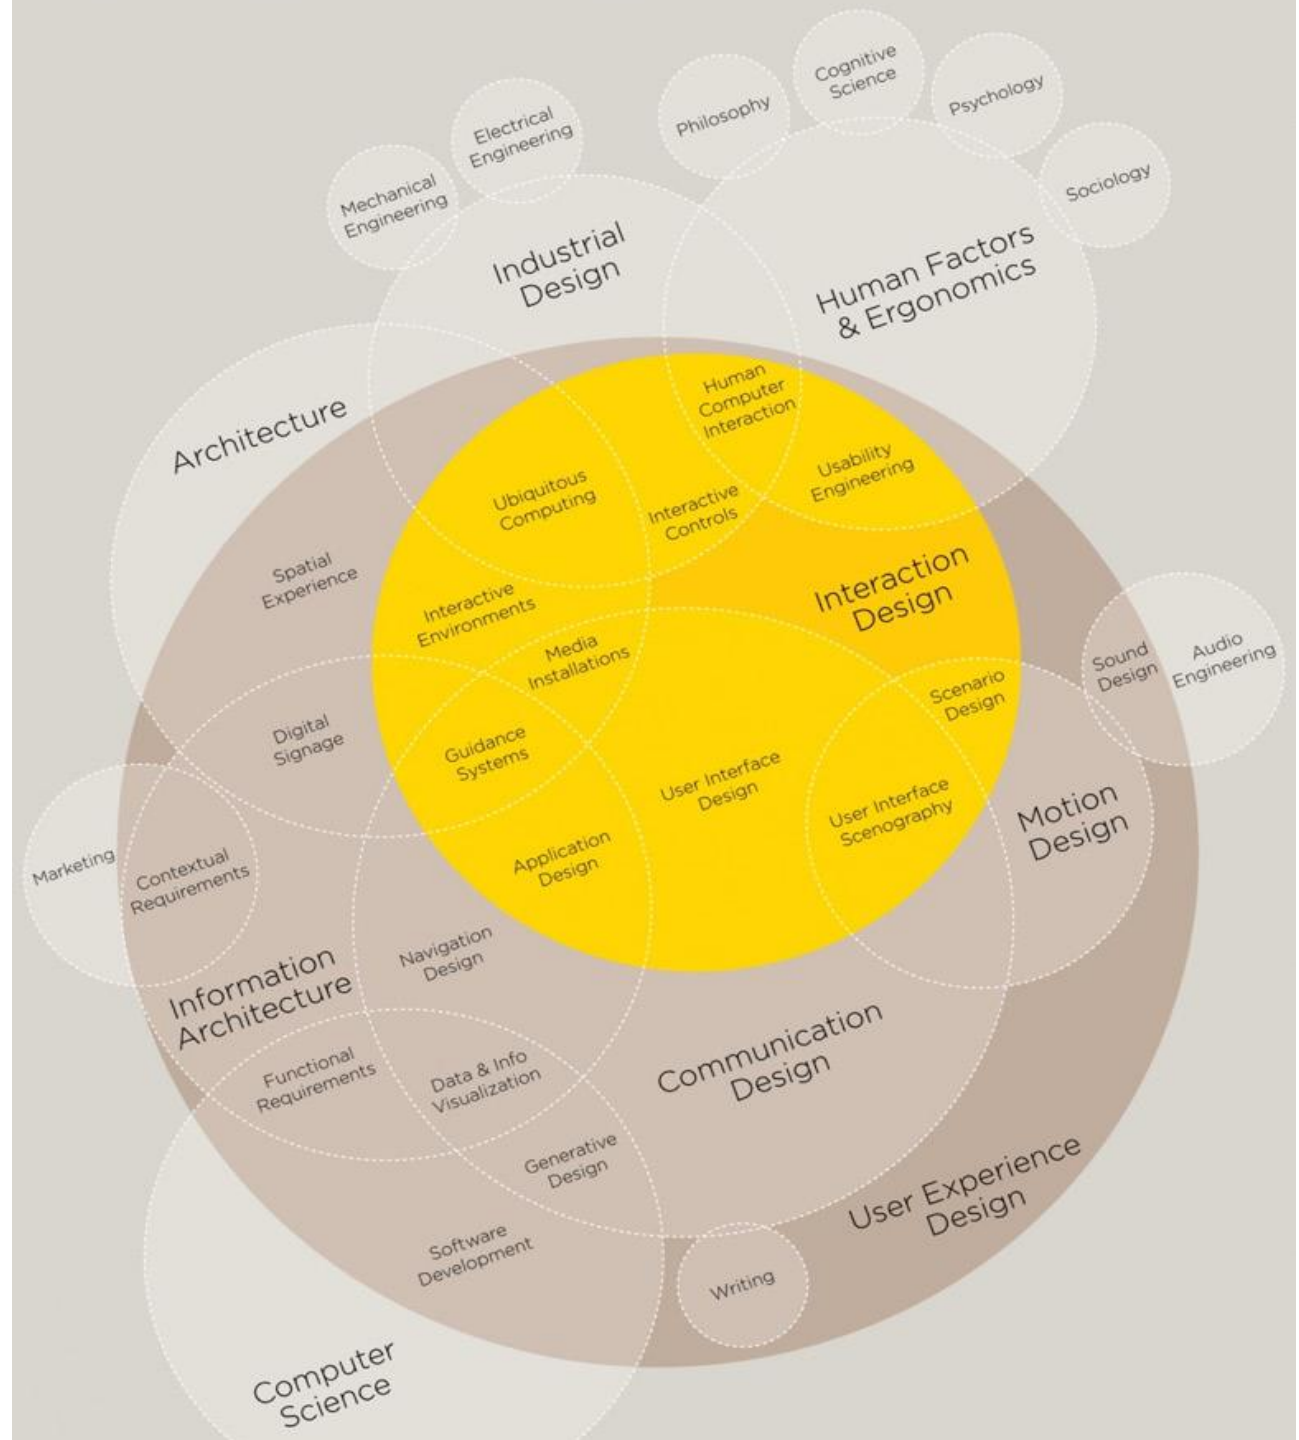 Cognitive
Science
Philosophy
Psychology
Electrical
Engineering
Mechanical
Engineering
Sociology
Industrial
Design
Human Factors
& Ergonomics
Architecture
Human
Computer
Interaction
Usability
Engineering
Ubiquitous
Computing
Interactive
Controls
Spatial
Experience
Interactive
Environments
Interaction
Design
Media
Installations
Sound
Design
Audio
Engineering
Scenario
Design
Digital
Signage
Guidance
Systems
User Interface
Design
User Interface
Scenography
Motion
Design
Marketing
Contextual
Requirements
Application
Design
Navigation
Design
Information
Architecture
Communication
Design
Functional
Requirements
Data & Info
Visualization
Generative
Design
User Experience
Design
Software
Development
Writing
Computer
Science